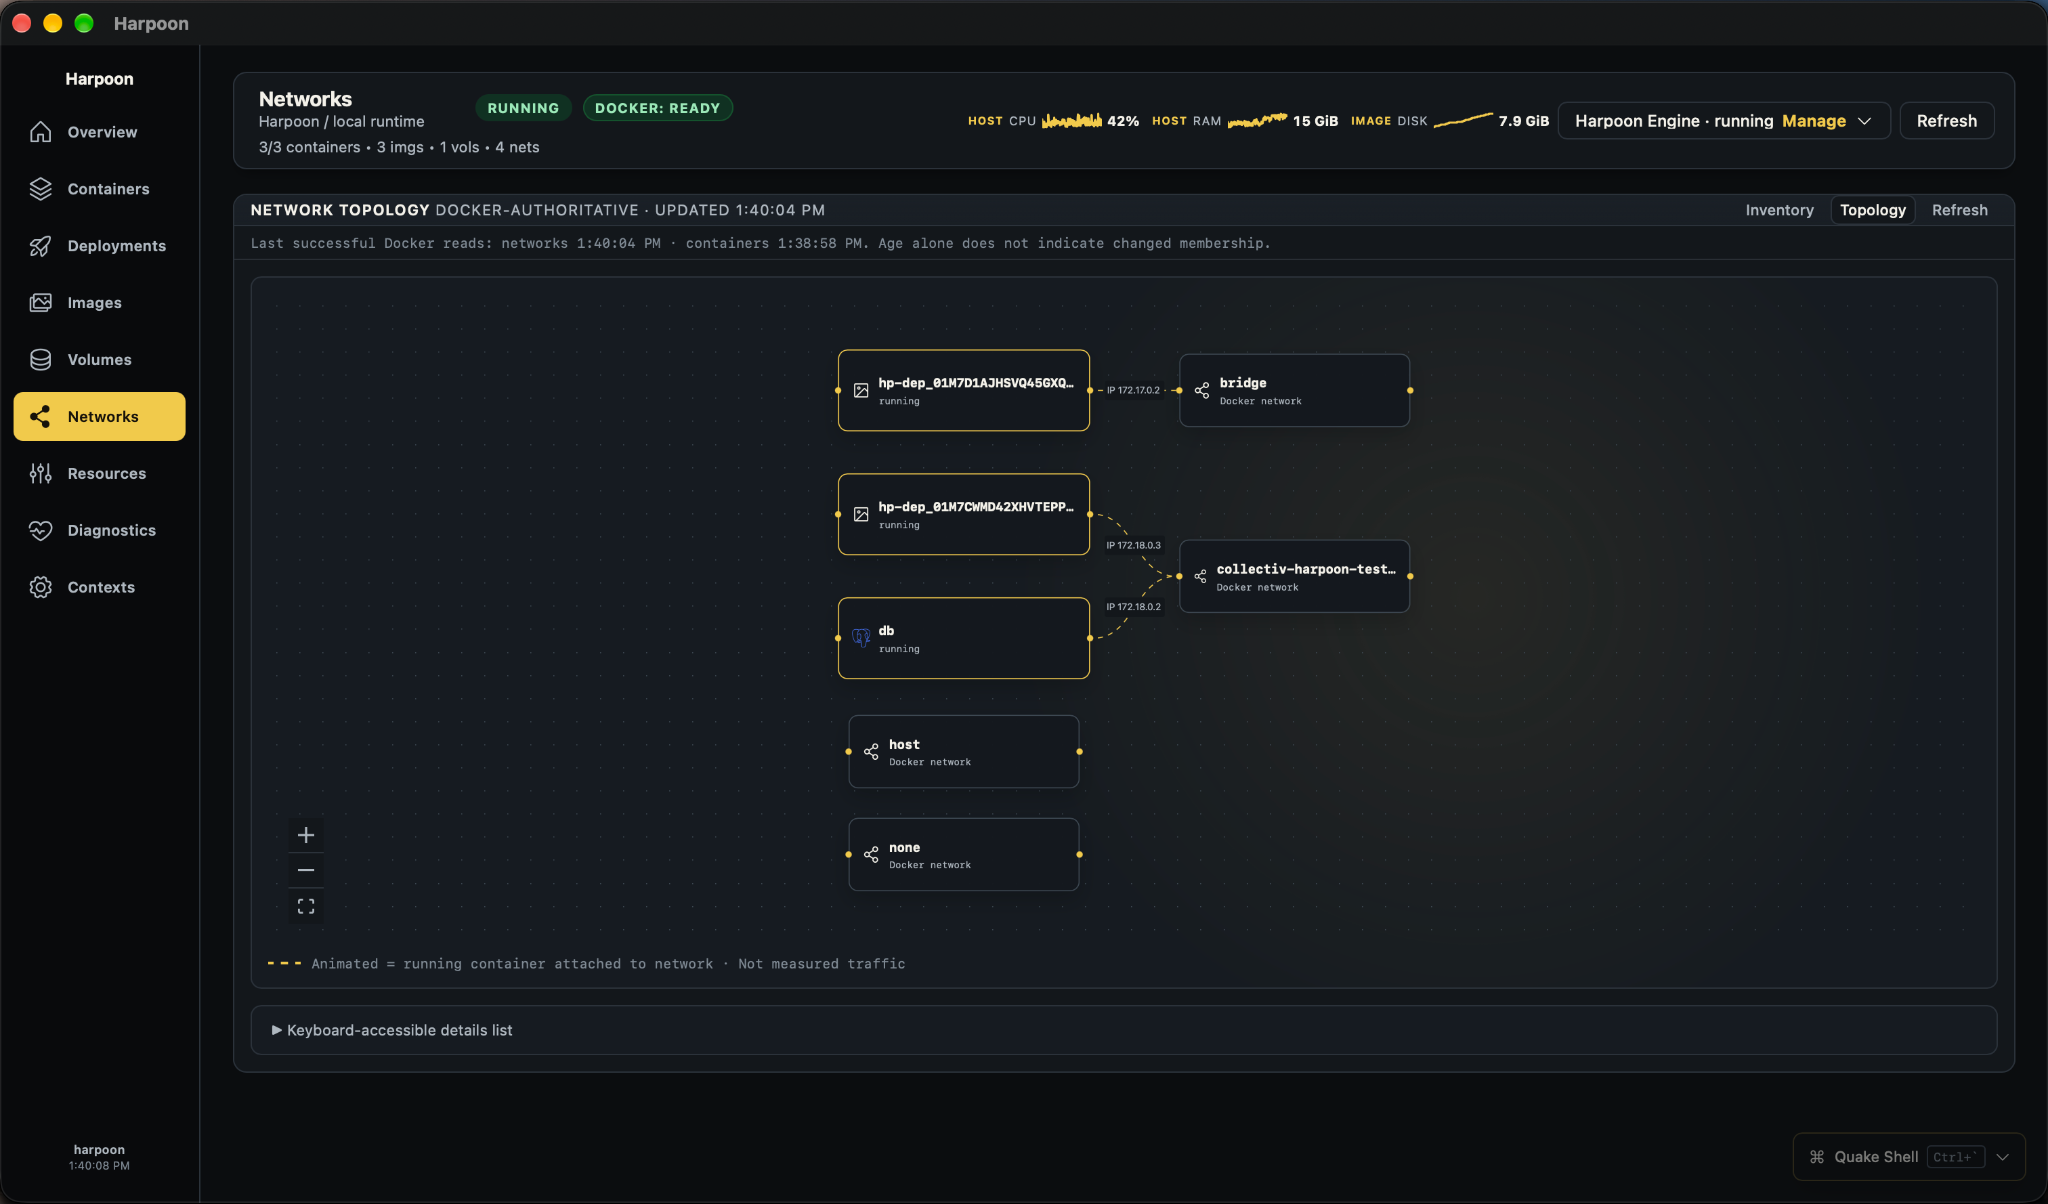 Harpoon
Harpoon
Overview
Containers
Deployments
Images
Volumes
Networks
Resources
Diagnostics
Contexts
harpoon
1:40:08 PM
Networks
RUNNING
DOCKER: READY
Harpoon / local runtime
3/3 containers • 3 imgs • 1 vols • 4 nets
HOST CPU 42% HOST RAM 15 GiB IMAGE DISK 7.9 GiB
Harpoon Engine · running Manage
Refresh
NETWORK TOPOLOGY DOCKER-AUTHORITATIVE · UPDATED 1:40:04 PM
Inventory Topology Refresh
Last successful Docker reads: networks 1:40:04 PM · containers 1:38:58 PM. Age alone does not indicate changed membership.
hp-dep_01M7D1AJHSVQ45GXQ…
running
IP 172.17.0.2
bridge
Docker network
hp-dep_01M7CWMD42XHVTEPP…
running
IP 172.18.0.3
collectiv-harpoon-test…
Docker network
IP 172.18.0.2
db
running
host
Docker network
none
Docker network
Animated = running container attached to network · Not measured traffic
Keyboard-accessible details list
⌘ Quake Shell Ctrl+`